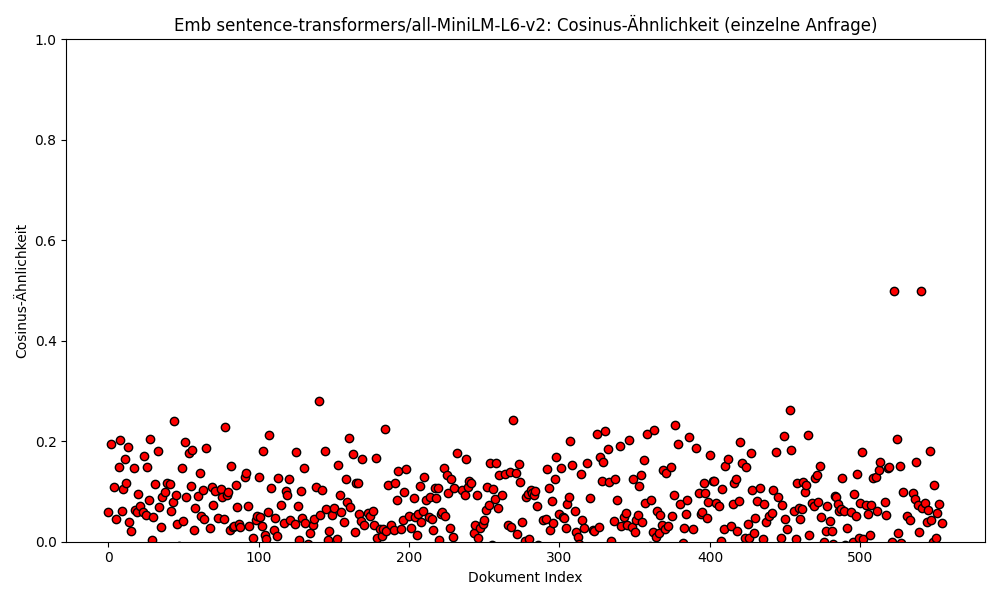 Emb sentence-transformers/all-MiniLM-L6-v2: Cosinus-Ähnlichkeit (einzelne Anfrage)
1.0
0.8
0.6
0.4
0.2
0.0
Cosinus-Ähnlichkeit
0 100 200 300 400 500
Dokument Index